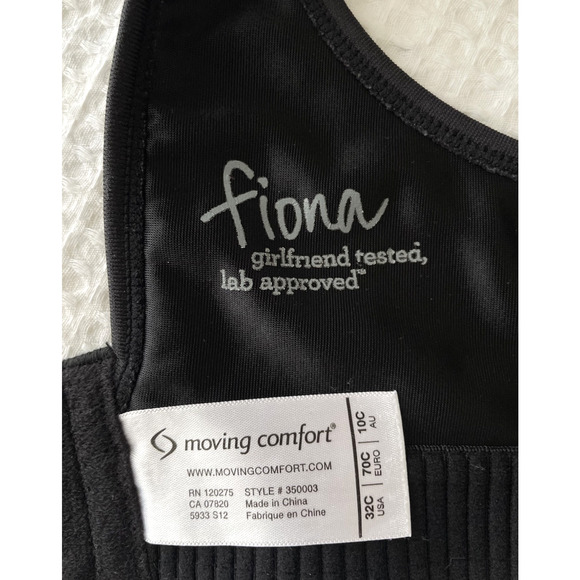 fiona
girlfriend tested,
lab approved™
moving comfort®
WWW.MOVINGCOMFORT.COM
RN 120275 STYLE # 350003
CA 07820 Made in China
5933 S12 Fabrique en Chine
32C USA
70C EURO
10C AU